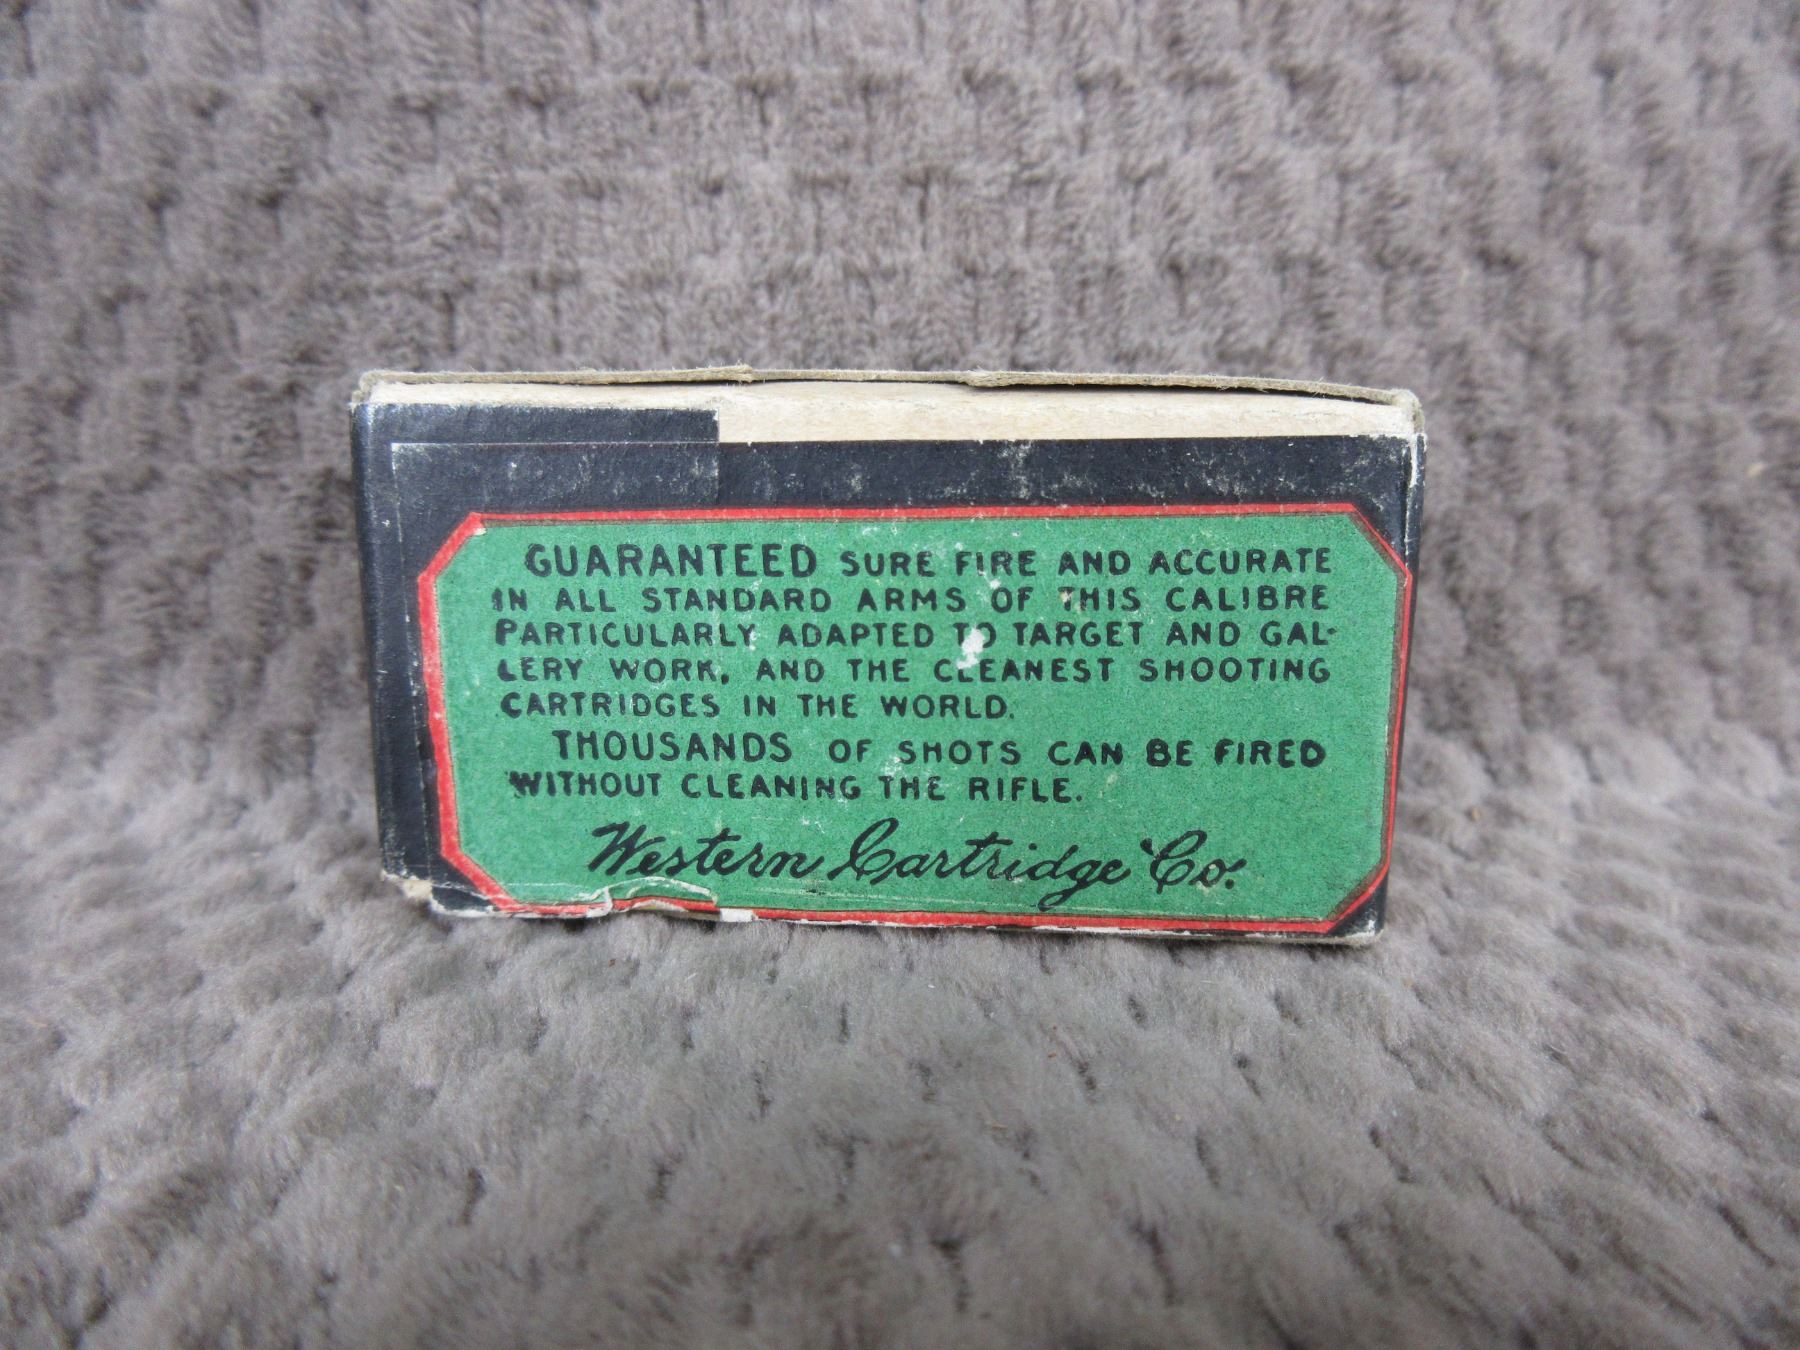 GUARANTEED SURE FIRE AND ACCURATE
IN ALL STANDARD ARMS OF THIS CALIBRE
PARTICULARLY ADAPTED TO TARGET AND GAL-
LERY WORK, AND THE CLEANEST SHOOTING
CARTRIDGES IN THE WORLD.
THOUSANDS OF SHOTS CAN BE FIRED
WITHOUT CLEANING THE RIFLE.
Western Cartridge Co.